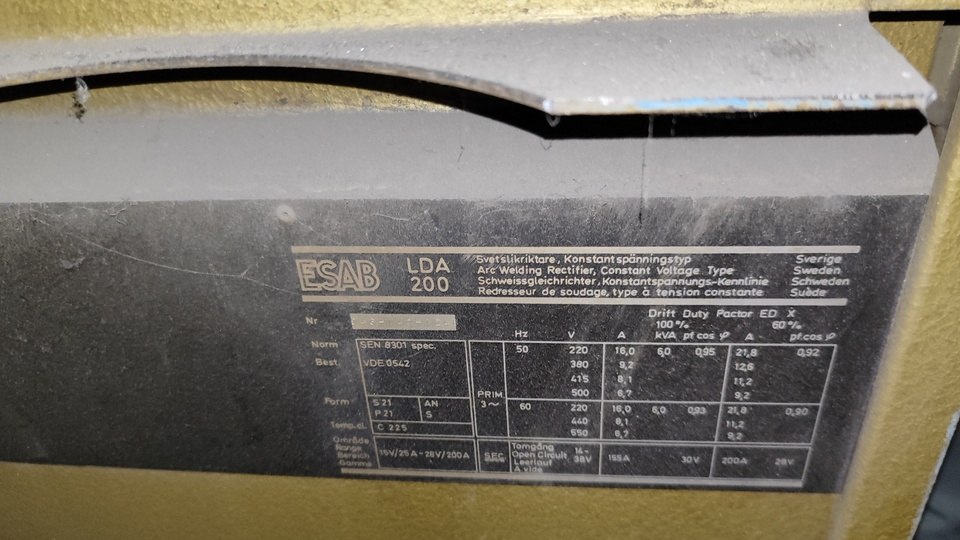 ESAB LDA 200
Svetslikriktare, Konstantspänningstyp Sverige
Arc Welding Rectifier, Constant Voltage Type Sweden
Schweissgleichrichter, Konstantspannungs-Kennlinie Schweden
Redresseur de soudage, type à tension constante Suède
Nr
Drift Duty Factor ED X
100% 60%
Hz V A kVA pf cos φ A pf cos φ
Norm SEN 8301 spec.
Best. VDE 0542
Form S 21 AN
P 21 S
Temp.cl. C 225
Område
Range
Bereich
Gamme
15V/25A-28V/200A
PRIM 3~
50 220 16,0 6,0 0,95 21,8 0,92
380 9,2 12,6
415 8,1 11,2
500 6,7 9,2
60 220 16,0 6,0 0,93 21,8 0,90
440 8,1 11,2
550 6,7 9,2
SEC
Tomgång
Open Circuit
Leerlauf
A vide
14-
38V
155A 30V 200A 28V